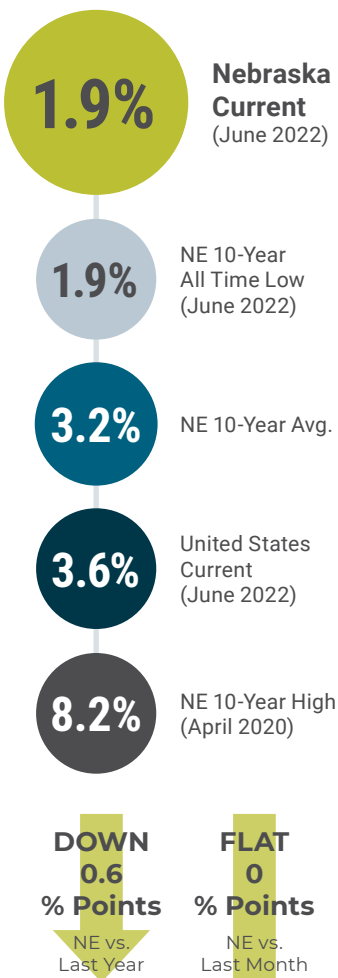 1.9%
Nebraska
Current
(June 2022)
1.9%
NE 10-Year
All Time Low
(June 2022)
3.2%
NE 10-Year Avg.
3.6%
United States
Current
(June 2022)
8.2%
NE 10-Year High
(April 2020)
DOWN
0.6
% Points
NE vs.
Last Year
FLAT
0
% Points
NE vs.
Last Month